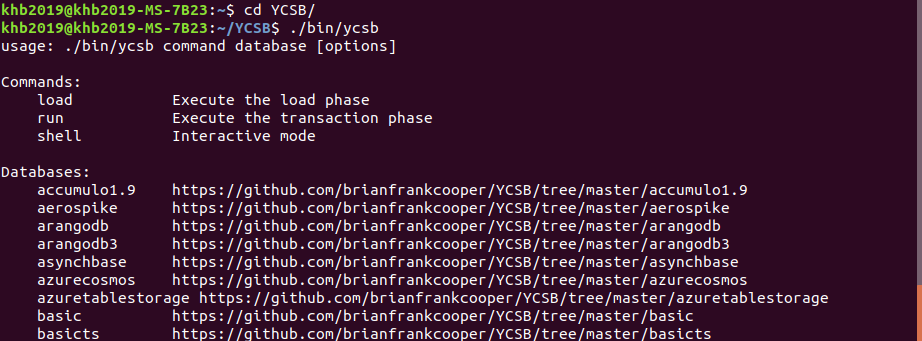 khb2019@khb2019-MS-7B23:~$ cd YCSB/
khb2019@khb2019-MS-7B23:~/YCSB$ ./bin/ycsb
usage: ./bin/ycsb command database [options]
Commands:
load Execute the load phase
run Execute the transaction phase
shell Interactive mode
Databases:
accumulo1.9 https://github.com/brianfrankcooper/YCSB/tree/master/accumulo1.9
aerospike https://github.com/brianfrankcooper/YCSB/tree/master/aerospike
arangodb https://github.com/brianfrankcooper/YCSB/tree/master/arangodb
arangodb3 https://github.com/brianfrankcooper/YCSB/tree/master/arangodb3
asynchbase https://github.com/brianfrankcooper/YCSB/tree/master/asynchbase
azurecosmos https://github.com/brianfrankcooper/YCSB/tree/master/azurecosmos
azuretablestorage https://github.com/brianfrankcooper/YCSB/tree/master/azuretablestorage
basic https://github.com/brianfrankcooper/YCSB/tree/master/basic
basicts https://github.com/brianfrankcooper/YCSB/tree/master/basicts